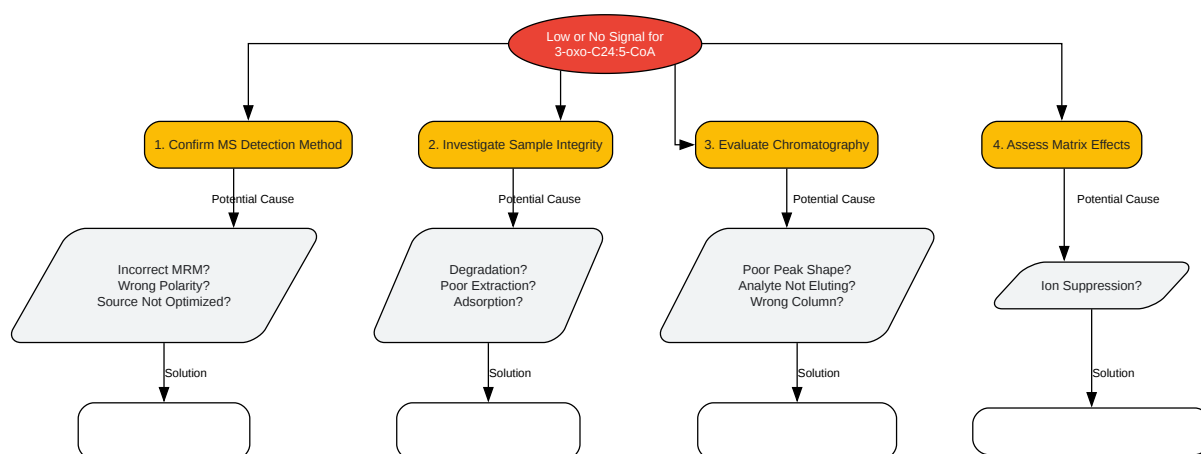 Low or No Signal for
3-oxo-C24:5-CoA
1. Confirm MS Detection Method
2. Investigate Sample Integrity
3. Evaluate Chromatography
4. Assess Matrix Effects
Potential Cause
Potential Cause
Potential Cause
Potential Cause
Incorrect MRM?
Wrong Polarity?
Source Not Optimized?
Degradation?
Poor Extraction?
Adsorption?
Poor Peak Shape?
Analyte Not Eluting?
Wrong Column?
Ion Suppression?
Solution
Solution
Solution
Solution